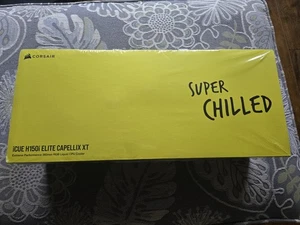 CORSAIR
SUPER
CHILLED
iCUE H150i ELITE CAPELLIX XT